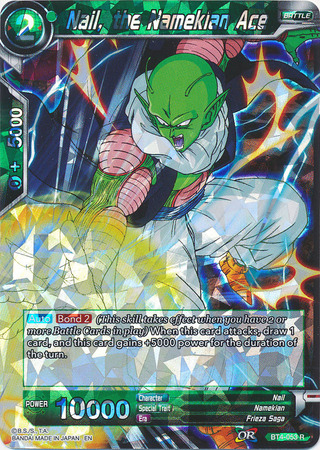 2
Nail, the Namekian Ace
BATTLE
0 + 5000
Auto Bond 2 (This skill takes effect when you have 2 or
more Battle Cards in play) When this card attacks, draw 1
card, and this card gains +5000 power for the duration of
the turn.
POWER 10000
Character Nail
Special Trait Namekian
Era Frieza Saga
©B.S./S., T.A.
BANDAI MADE IN JAPAN EN
BT4-053 R